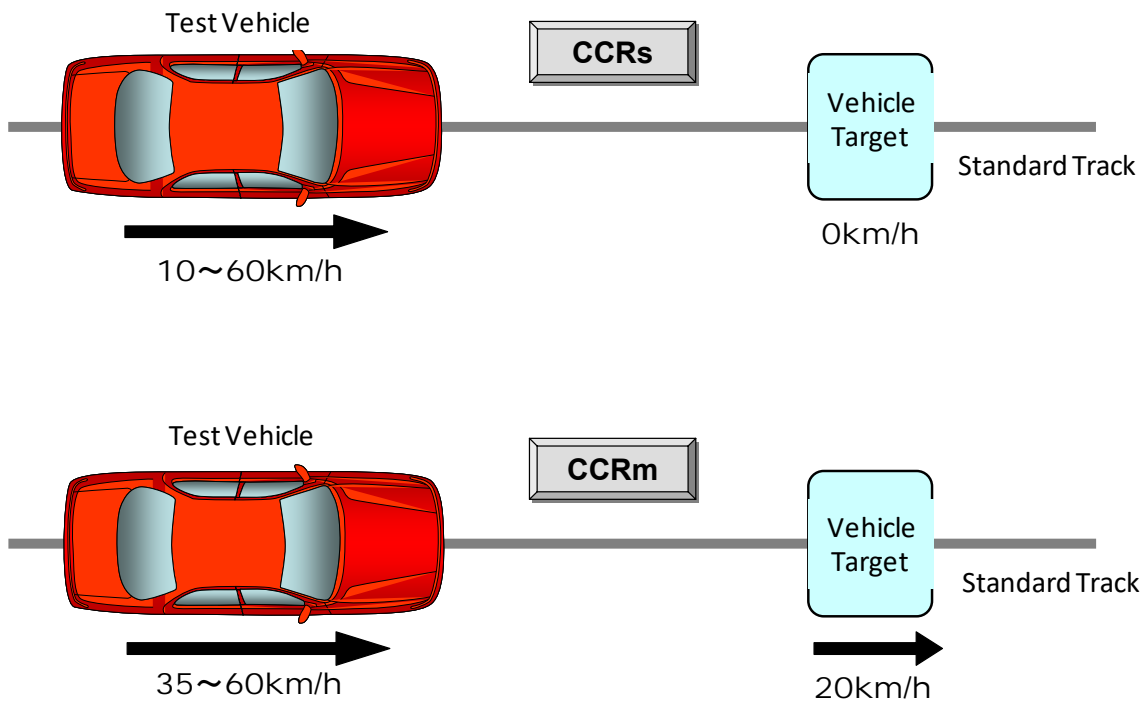 Test Vehicle
CCRs
Vehicle
Target
Standard Track
0km/h
10～60km/h
Test Vehicle
CCRm
Vehicle
Target
Standard Track
35～60km/h
20km/h